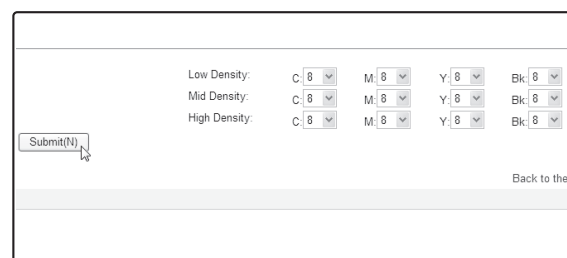 Low Density: C: 8 M: 8 Y: 8 Bk: 8
Mid Density: C: 8 M: 8 Y: 8 Bk: 8
High Density: C: 8 M: 8 Y: 8 Bk: 8
Submit(N)
Back to the